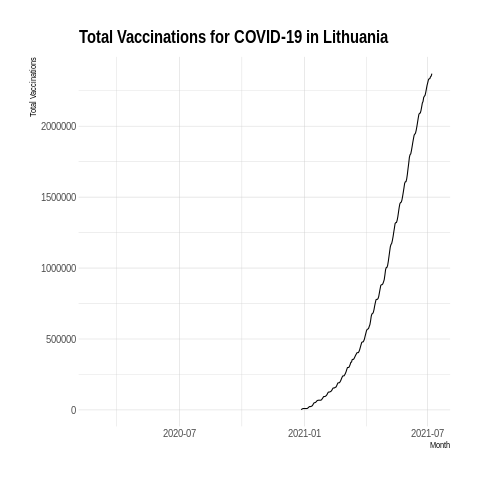 Total Vaccinations for COVID-19 in Lithuania
Total Vaccinations
2000000
1500000
1000000
500000
0
2020-07 2021-01 2021-07
Month